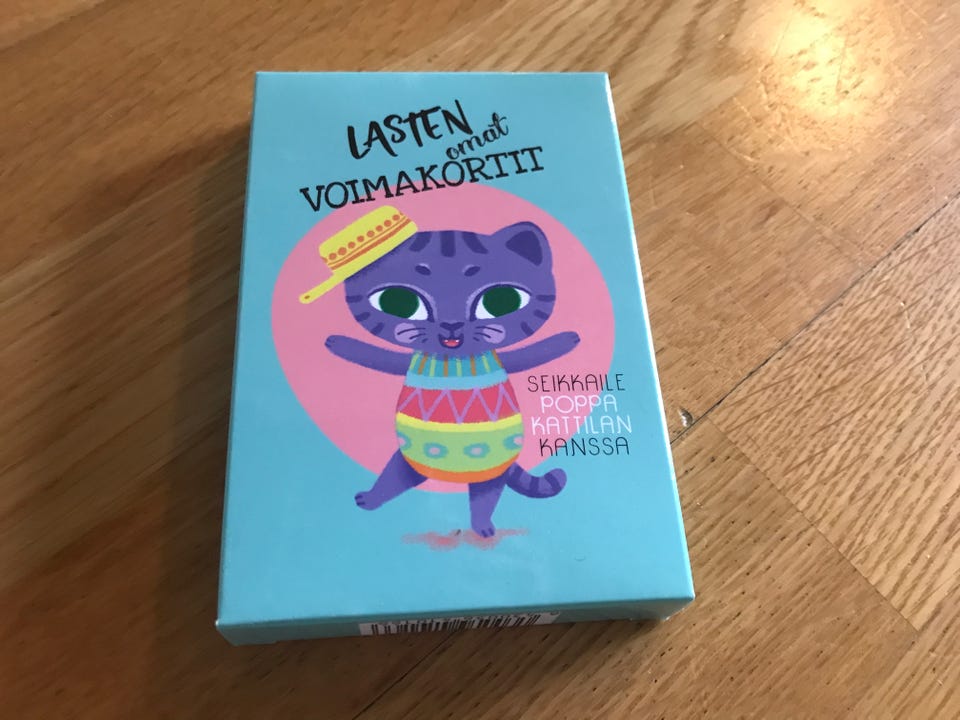 LASTEN
omat
VOIMAKORTIT
SEIKKAILE
POPPA
KATTILAN
KANSSA